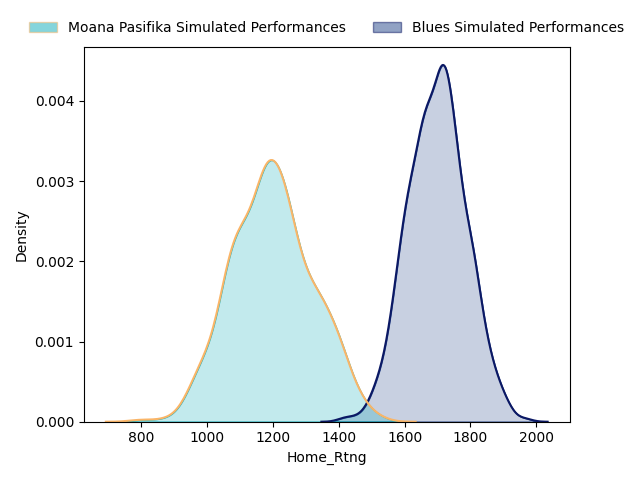 Moana Pasifika Simulated Performances Blues Simulated Performances
0.004
0.003
0.002
0.001
0.000
Density
800 1000 1200 1400 1600 1800 2000
Home_Rtng